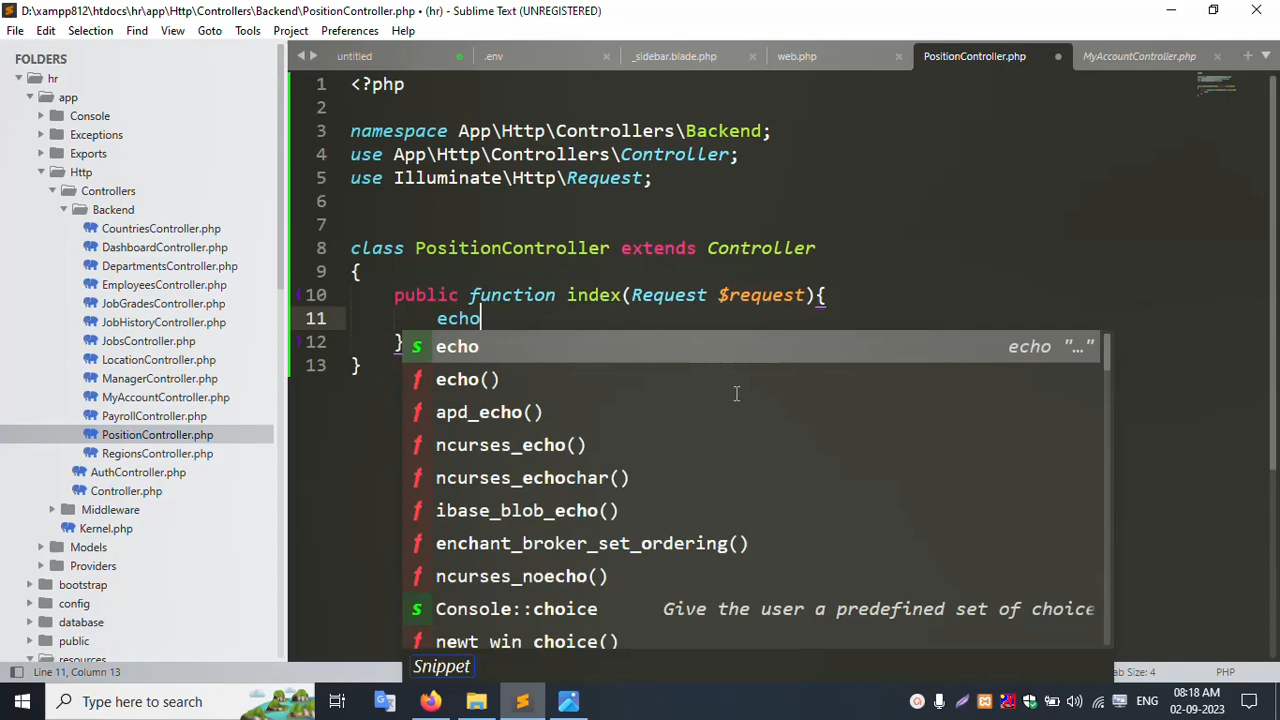 D:\xampp812\htdocs\hr\app\Http\Controllers\Backend\PositionController.php • (hr) - Sublime Text (UNREGISTERED)
File Edit Selection Find View Goto Tools Project Preferences Help
FOLDERS
hr
app
Console
Exceptions
Exports
Http
Controllers
Backend
CountriesController.php
DashboardController.php
DepartmentsController.php
EmployeesController.php
JobGradesController.php
JobHistoryController.php
JobsController.php
LocationController.php
ManagerController.php
MyAccountController.php
PayrollController.php
PositionController.php
RegionsController.php
AuthController.php
Controller.php
Middleware
Kernel.php
Models
Providers
bootstrap
config
database
public
resources
untitled .env _sidebar.blade.php web.php PositionController.php MyAccountController.php
1 <?php
2
3 namespace App\Http\Controllers\Backend;
4 use App\Http\Controllers\Controller;
5 use Illuminate\Http\Request;
6
7
8 class PositionController extends Controller
9 {
10 public function index(Request $request){
11 echo
12 }
13 }
s echo echo "…"
f echo()
f apd_echo()
f ncurses_echo()
f ncurses_echochar()
f ibase_blob_echo()
f enchant_broker_set_ordering()
f ncurses_noecho()
s Console::choice Give the user a predefined set of choice
f newt_win_choice()
Snippet
Line 11, Column 13
ab Size: 4 PHP
Type here to search
ENG
08:18 AM
02-09-2023